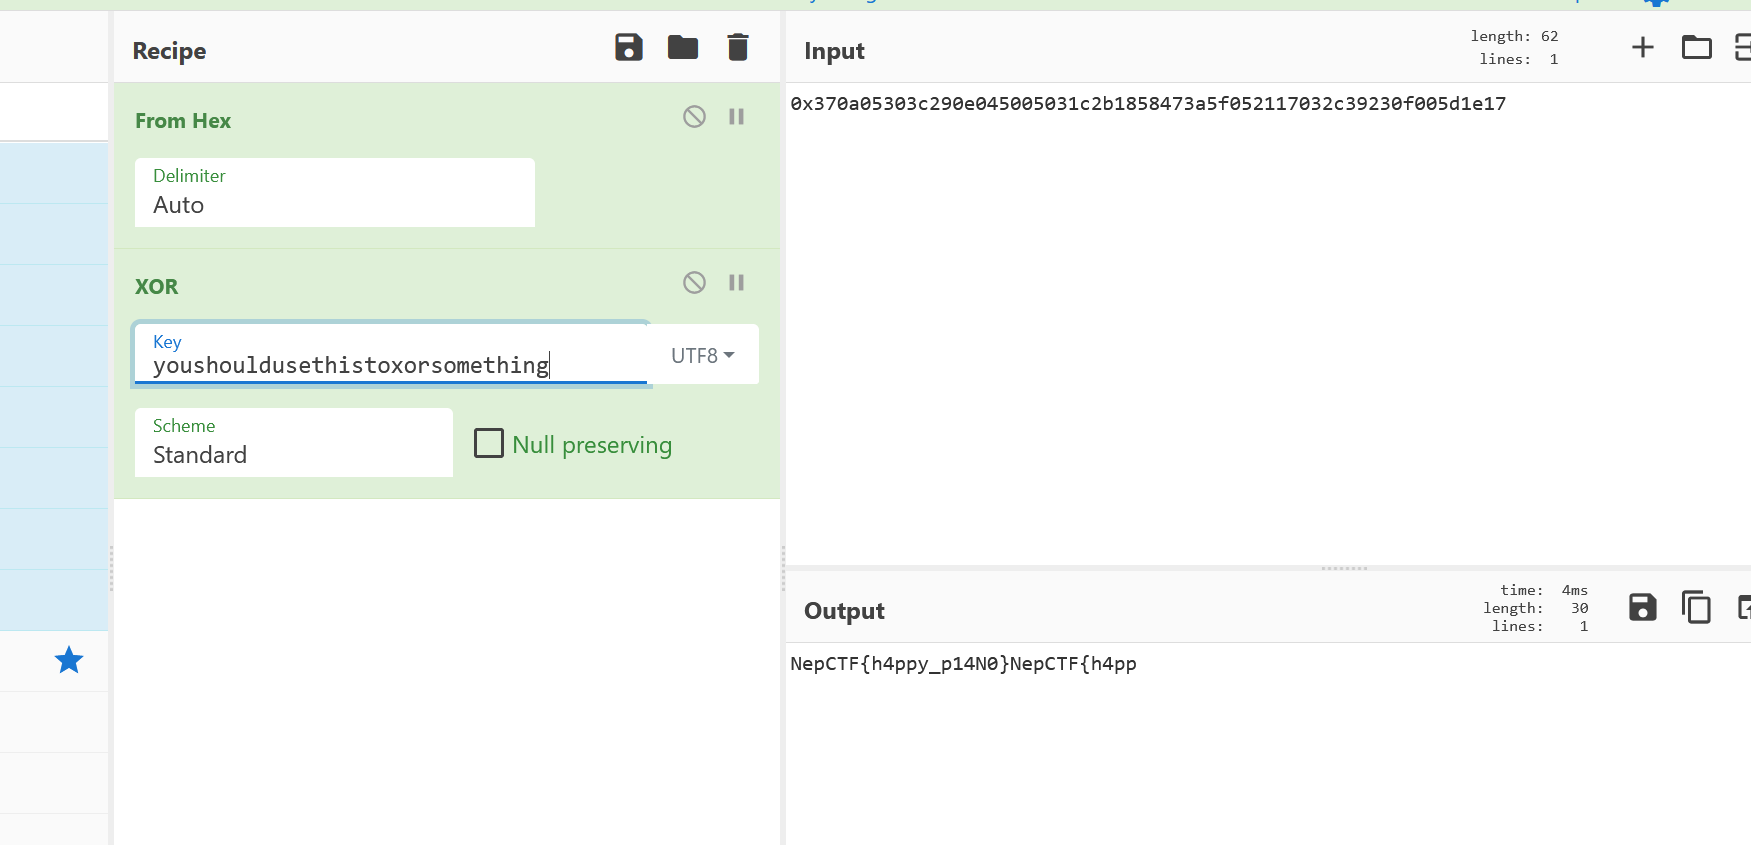 Recipe
From Hex
Delimiter
Auto
XOR
Key
youshouldusethistoxorsomething
UTF8
Scheme
Standard
Null preserving
Input
length: 62
lines: 1
0x370a05303c290e045005031c2b1858473a5f052117032c39230f005d1e17
Output
time: 4ms
length: 30
lines: 1
NepCTF{h4ppy_p14N0}NepCTF{h4pp